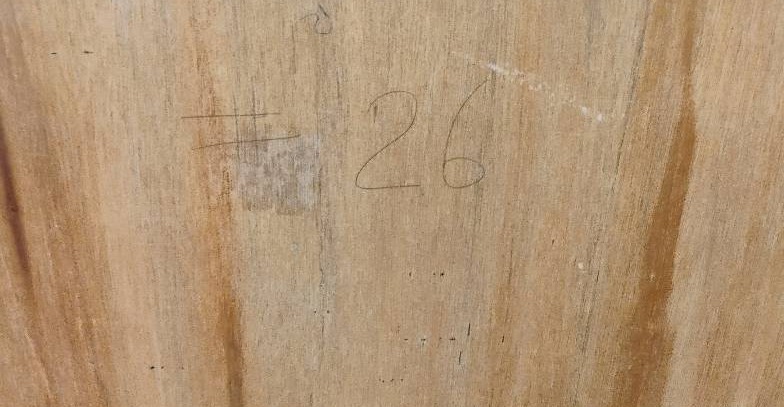 = 26